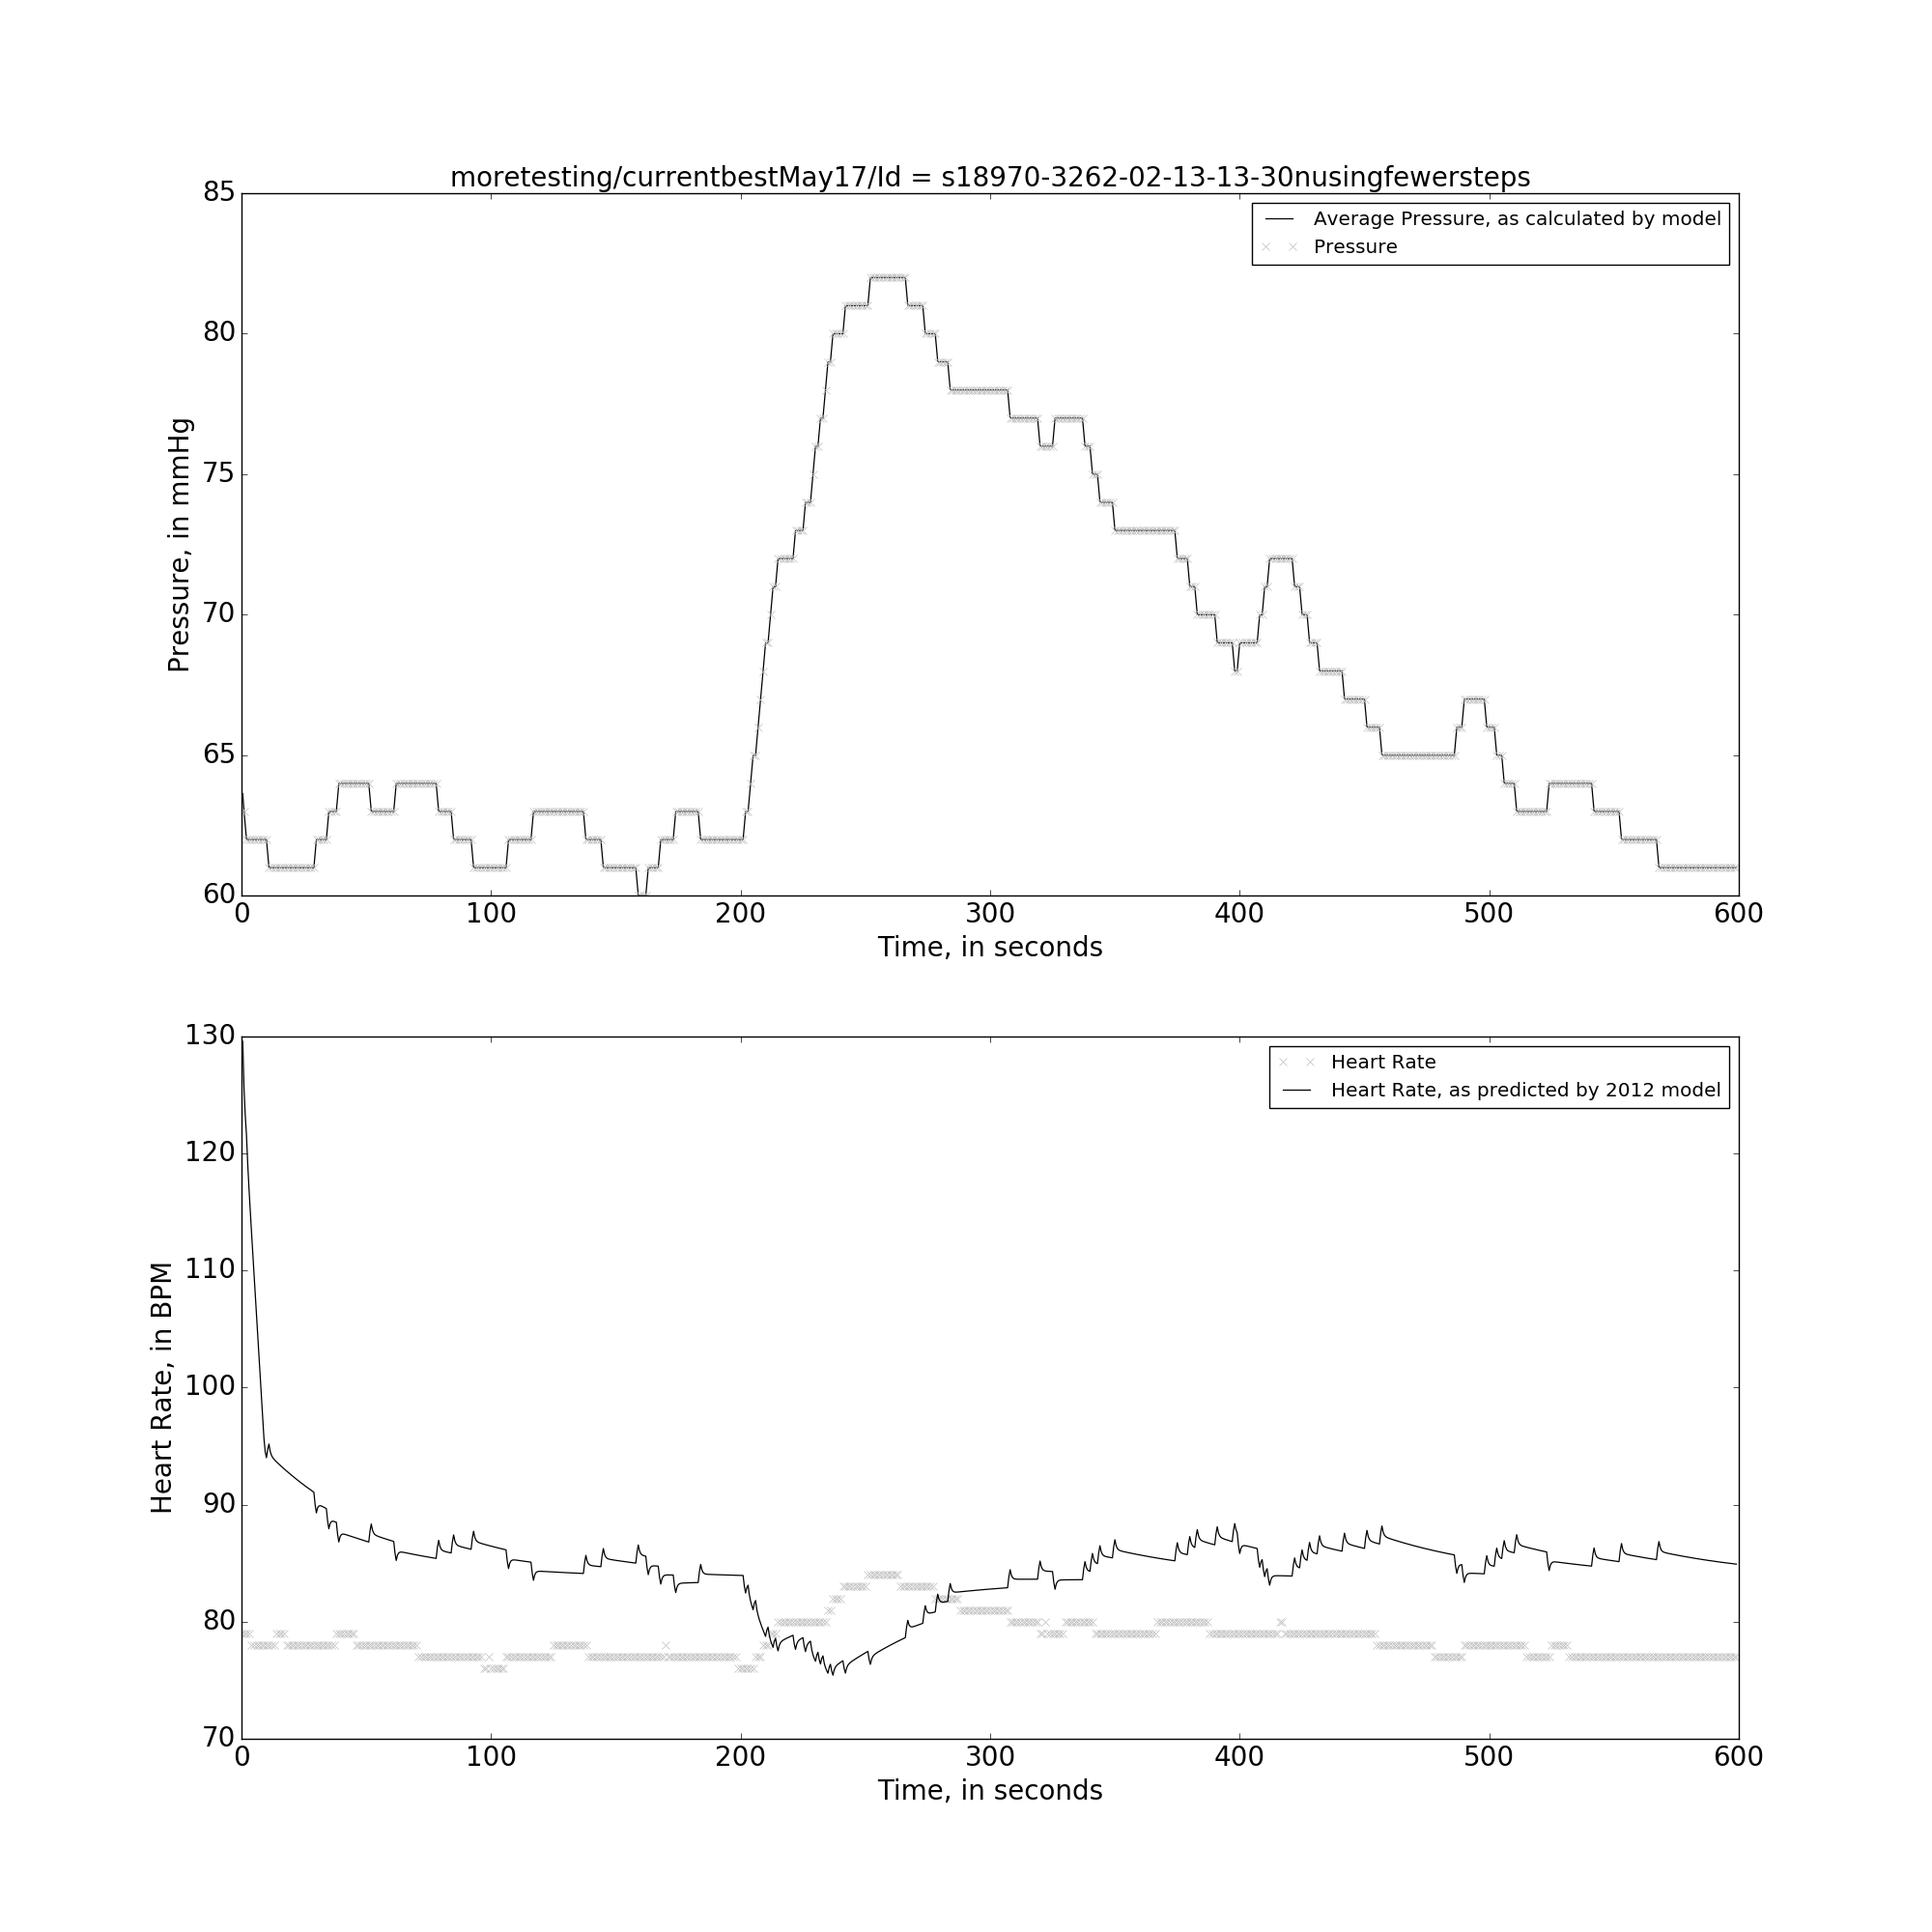 moretesting/currentbestMay17/Id = s18970-3262-02-13-13-30nusingfewersteps
85
80
75
70
65
60
Pressure, in mmHg
Average Pressure, as calculated by model
Pressure
0 100 200 300 400 500 600
Time, in seconds
130
120
110
100
90
80
70
Heart Rate, in BPM
Heart Rate
Heart Rate, as predicted by 2012 model
0 100 200 300 400 500 600
Time, in seconds